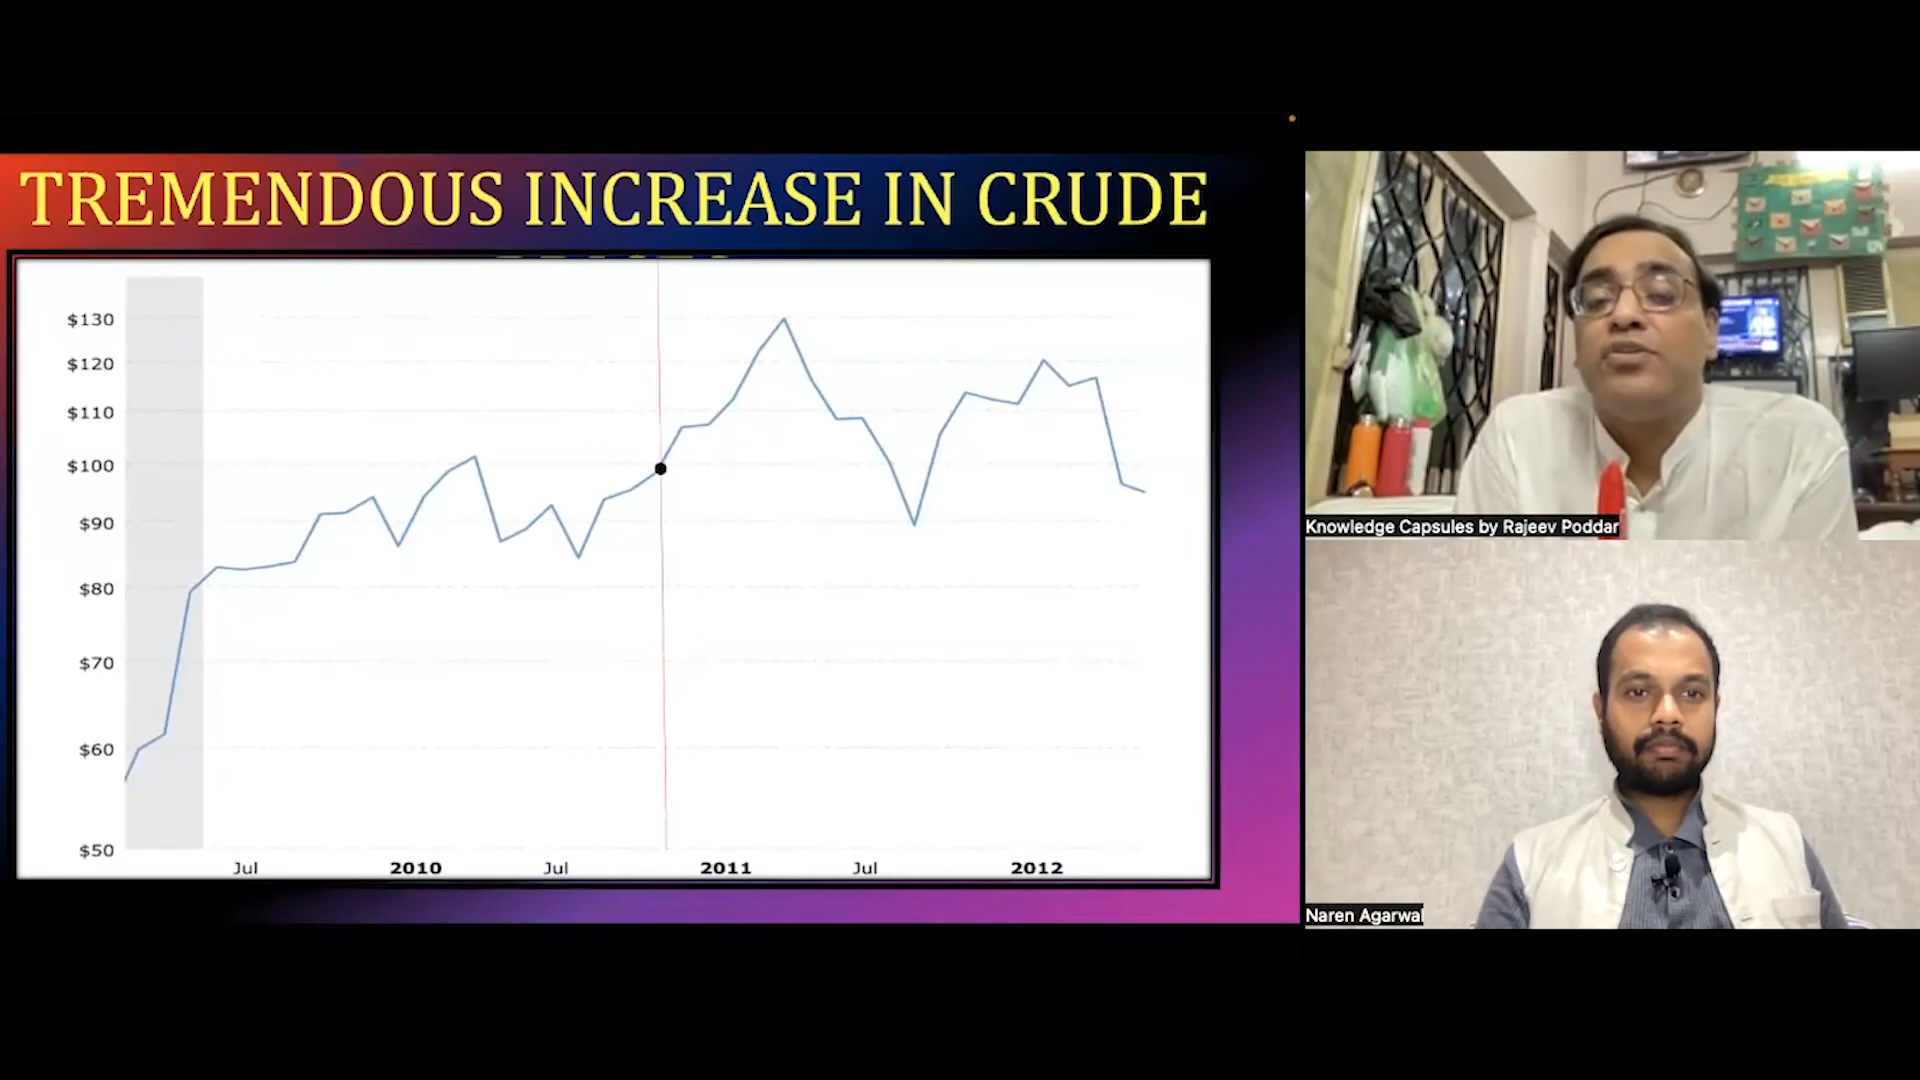 TREMENDOUS INCREASE IN CRUDE
$130
$120
$110
$100
$90
$80
$70
$60
$50
Jul 2010 Jul 2011 Jul 2012
Knowledge Capsules by Rajeev Poddar
Naren Agarwal